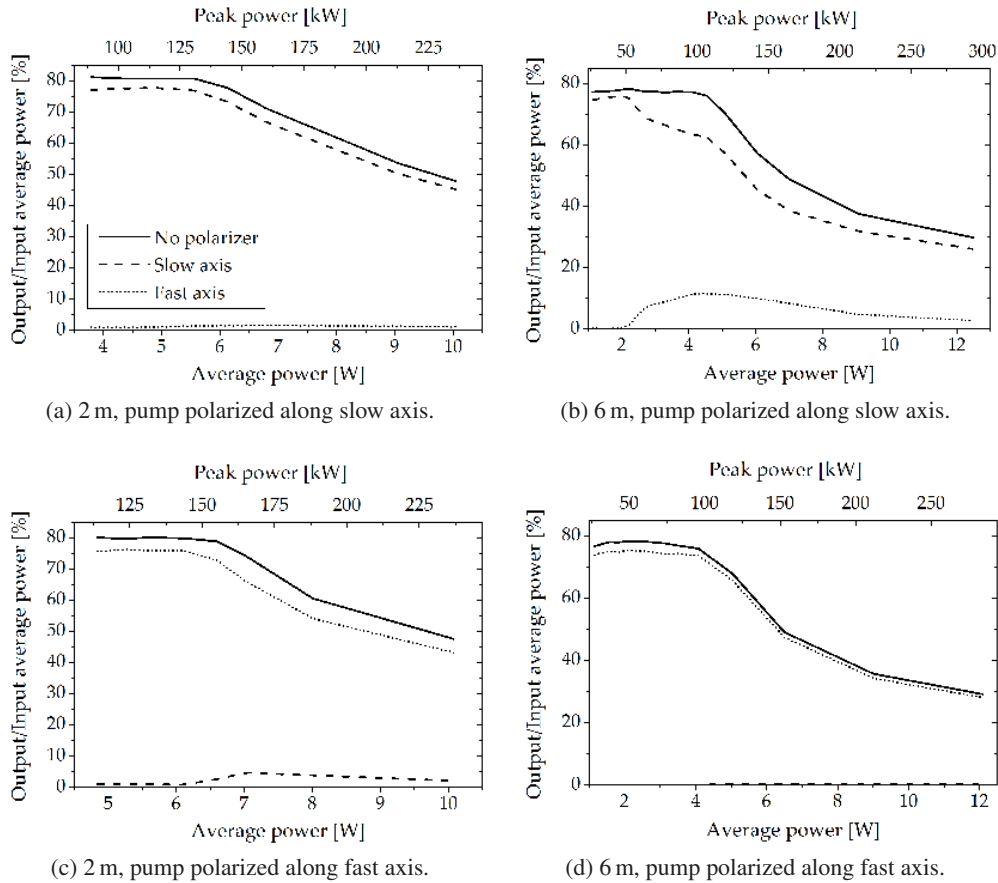 Peak power [kW]
100 125 150 175 200 225
Output/Input average power [%]
90
80
70
60
50
40
30
20
10
0
No polarizer
Slow axis
Fast axis
4 5 6 7 8 9 10
Average power [W]
(a) 2 m, pump polarized along slow axis.
Peak power [kW]
50 100 150 200 250 300
Output/Input average power [%]
80
60
40
20
0
2 4 6 8 10 12
Average power [W]
(b) 6 m, pump polarized along slow axis.
Peak power [kW]
125 150 175 200 225
Output/Input average power [%]
80
70
60
50
40
30
20
10
0
5 6 7 8 9 10
Average power [W]
(c) 2 m, pump polarized along fast axis.
Peak power [kW]
50 100 150 200 250
Output/Input average power [%]
80
60
40
20
0
2 4 6 8 10 12
Average power [W]
(d) 6 m, pump polarized along fast axis.